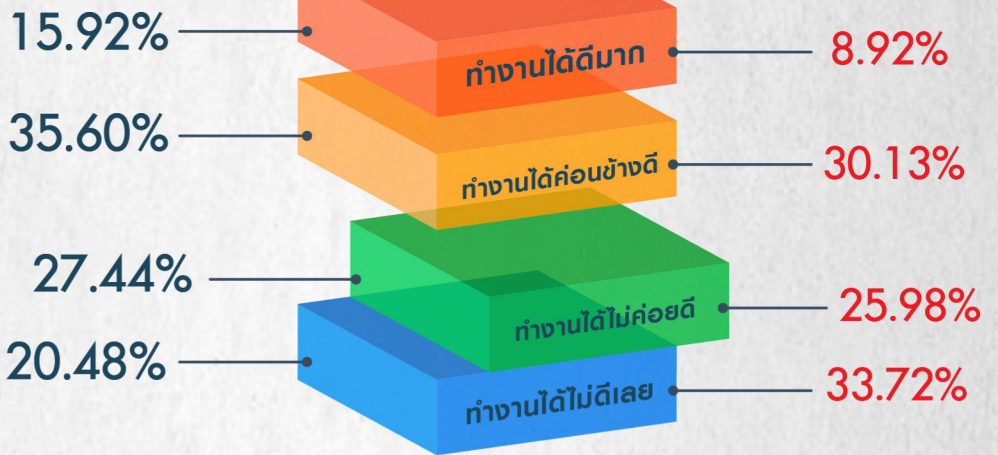 15.92%
ทำงานได้ดีมาก
8.92%
35.60%
ทำงานได้ค่อนข้างดี
30.13%
27.44%
ทำงานได้ไม่ค่อยดี
25.98%
20.48%
ทำงานได้ไม่ดีเลย
33.72%